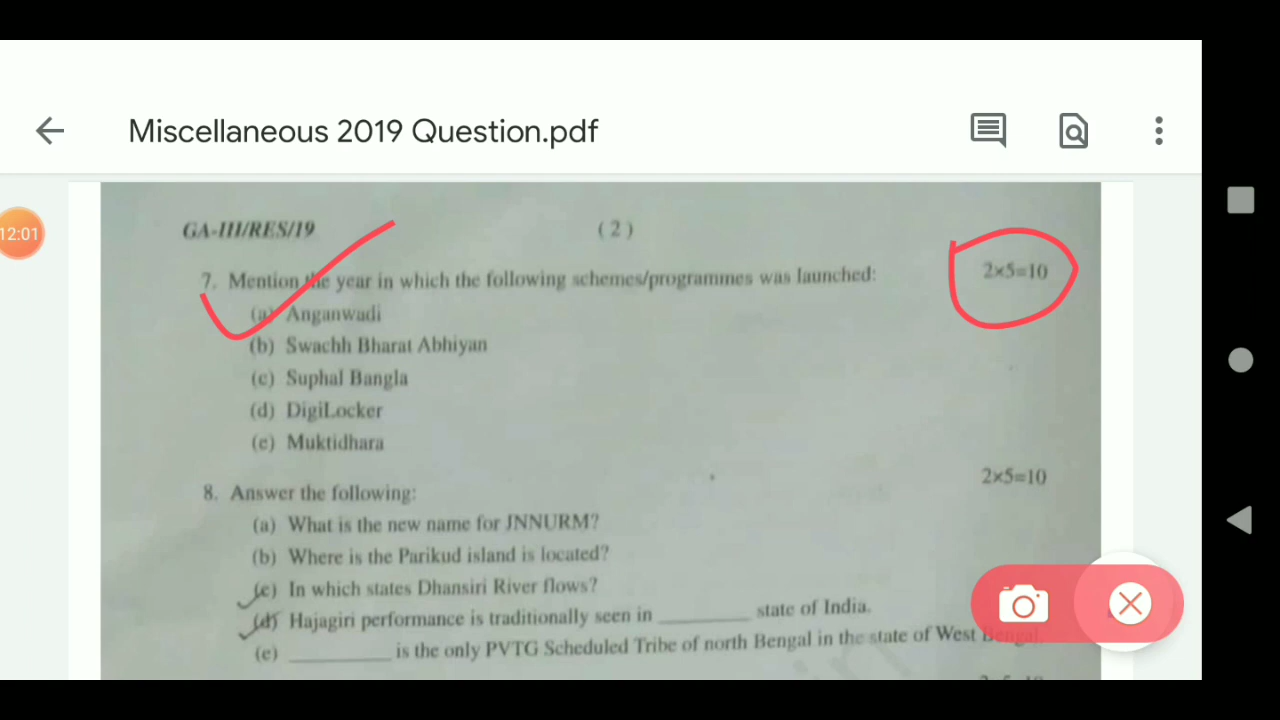 Miscellaneous 2019 Question.pdf
12:01
GA-III/RES/19 (2)
7. Mention the year in which the following schemes/programmes was launched: 2×5=10
(a) Anganwadi
(b) Swachh Bharat Abhiyan
(c) Suphal Bangla
(d) DigiLocker
(e) Muktidhara
8. Answer the following: 2×5=10
(a) What is the new name for JNNURM?
(b) Where is the Parikud island is located?
(c) In which states Dhansiri River flows?
(d) Hajagiri performance is traditionally seen in ________ state of India.
(e) _________ is the only PVTG Scheduled Tribe of north Bengal in the state of West Bengal.